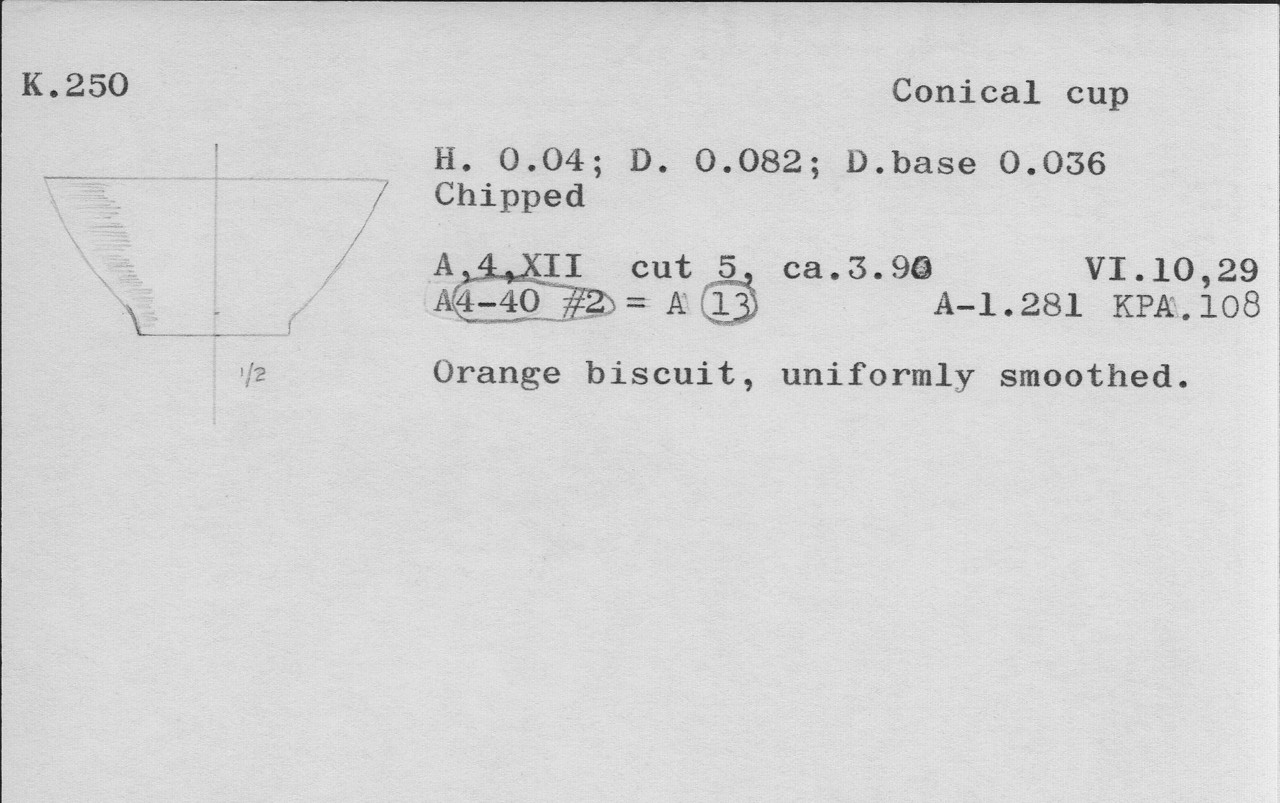 K.250 Conical cup
H. 0.04; D. 0.082; D.base 0.036
Chipped
A,4,XII cut 5, ca.3.90 VI.10,29
A4-40 #2 = A 13 A-1.281 KPA.108
1/2
Orange biscuit, uniformly smoothed.